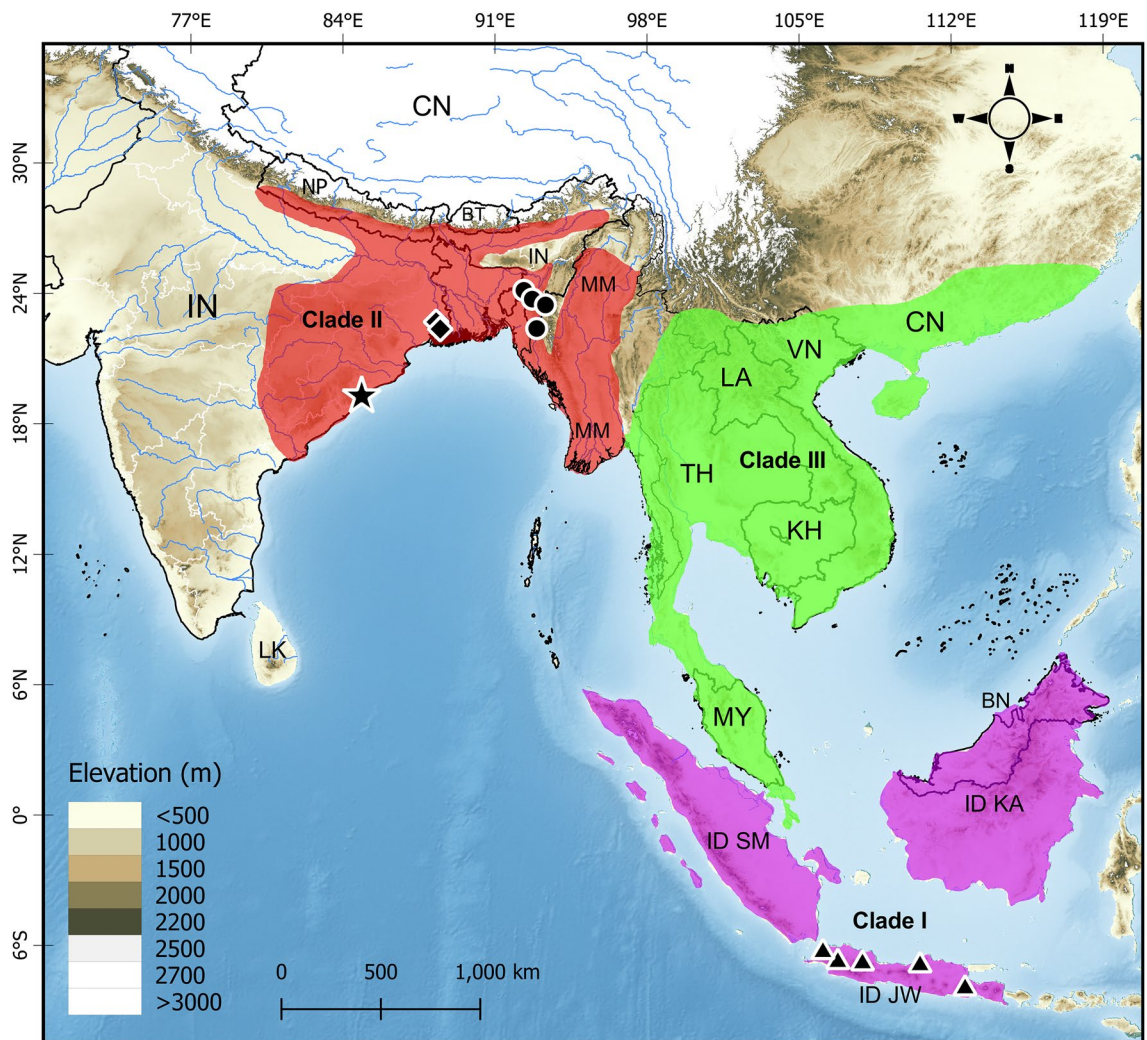 77°E 84°E 91°E 98°E 105°E 112°E 119°E
30°N
24°N
18°N
12°N
6°N
0°
6°S
CN
N
W
E
S
NP
BT
IN
IN
MM
Clade II
CN
VN
LA
MM
TH
Clade III
KH
LK
MY
BN
ID KA
ID SM
Clade I
ID JW
Elevation (m)
<500
1000
1500
2000
2200
2500
2700
>3000
0 500 1,000 km